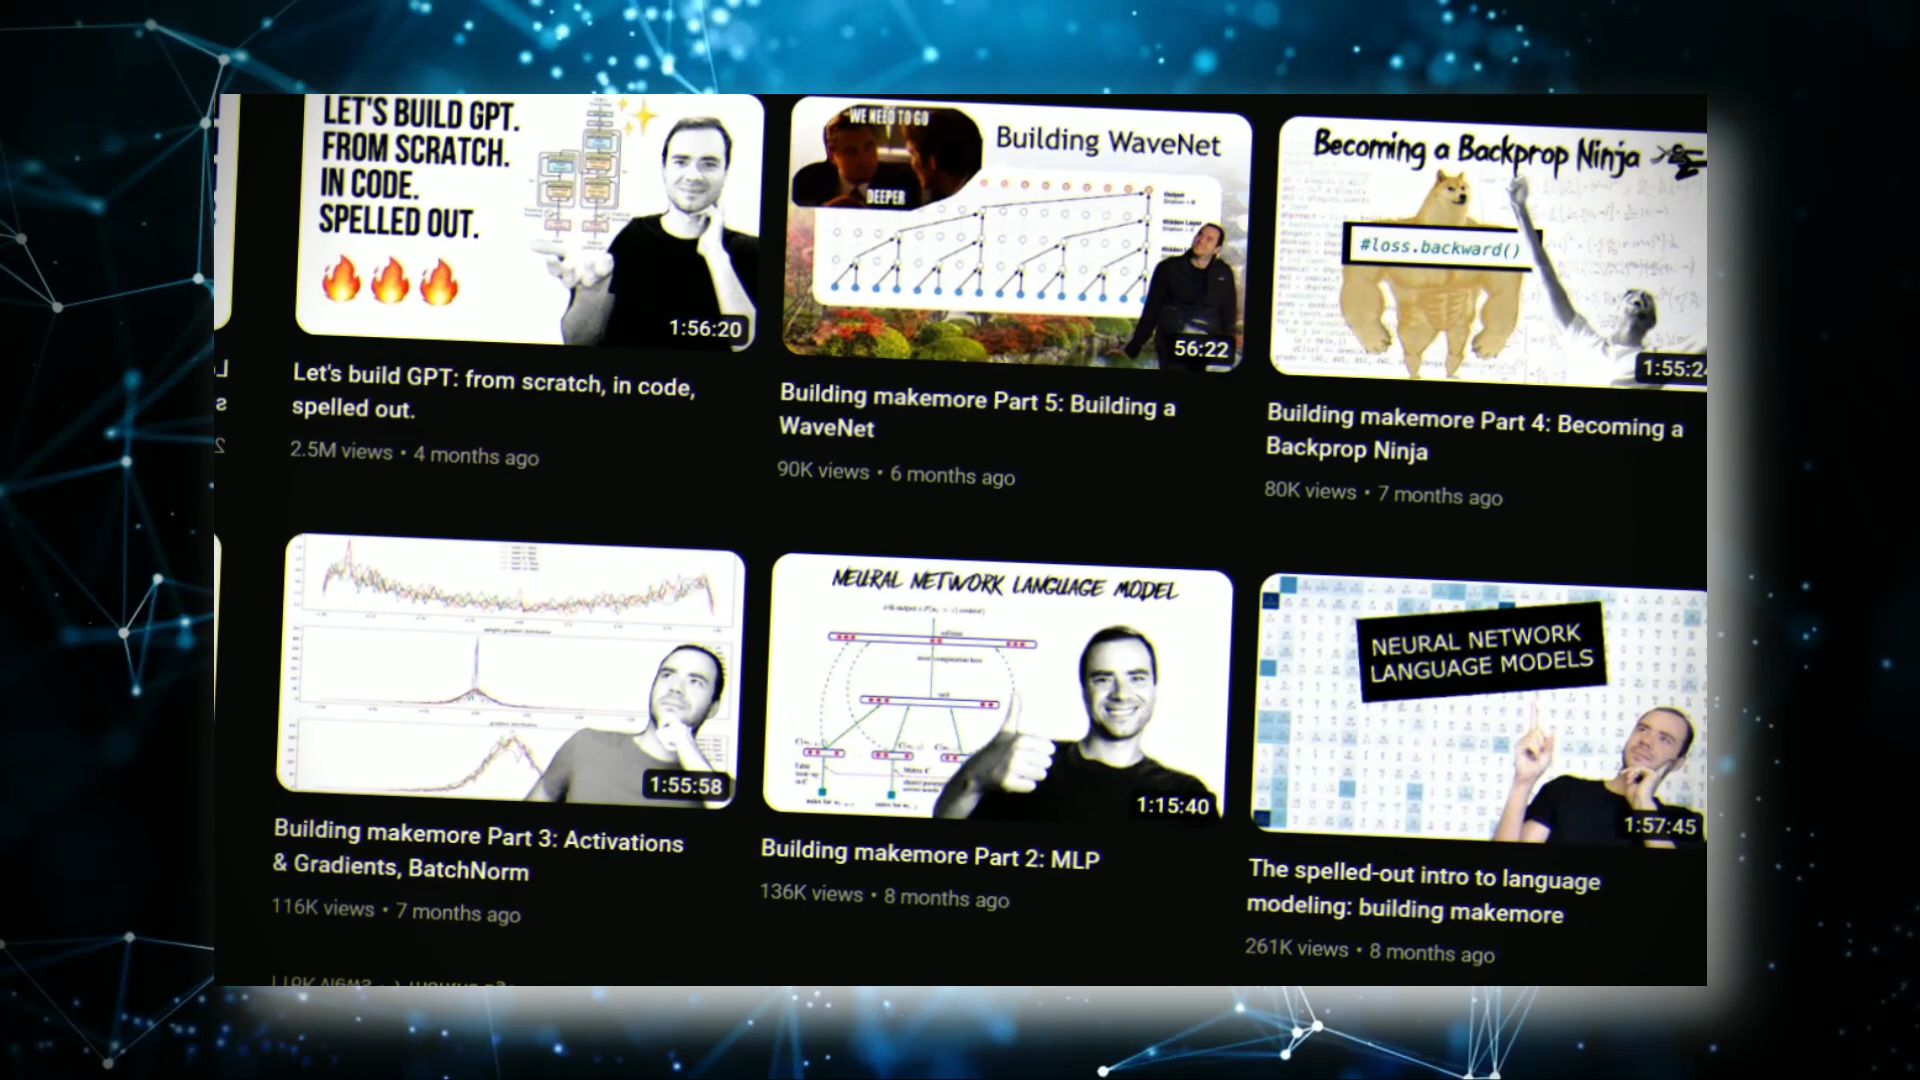 LET'S BUILD GPT.
FROM SCRATCH.
IN CODE.
SPELLED OUT.
1:56:20
Let's build GPT: from scratch, in code,
spelled out.
2.5M views • 4 months ago
WE NEED TO GO
DEEPER
Building WaveNet
Output
Hidden Layer
56:22
Building makemore Part 5: Building a
WaveNet
90K views • 6 months ago
Becoming a Backprop Ninja
#loss.backward()
1:55:24
Building makemore Part 4: Becoming a
Backprop Ninja
80K views • 7 months ago
1:55:58
Building makemore Part 3: Activations
& Gradients, BatchNorm
116K views • 7 months ago
NEURAL NETWORK LANGUAGE MODEL
1:15:40
Building makemore Part 2: MLP
136K views • 8 months ago
NEURAL NETWORK
LANGUAGE MODELS
1:57:45
The spelled-out intro to language
modeling: building makemore
261K views • 8 months ago